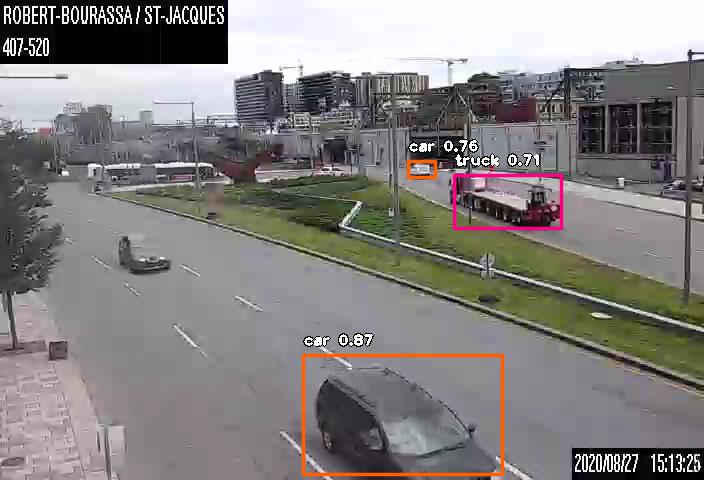 ROBERT-BOURASSA / ST-JACQUES
407-520
car 0.76
truck 0.71
car 0.87
2020/08/27 15:13:25